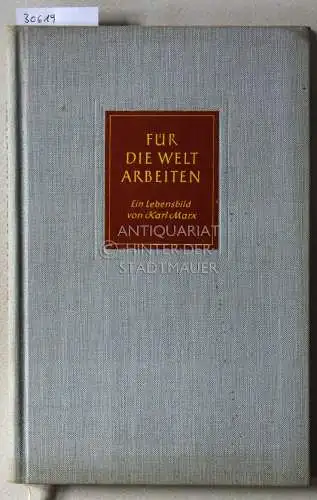 30619
FÜR
DIE WELT
ARBEITEN
Ein Lebensbild
von Karl Marx
ANTIQUARIAT
HINTER DER
STADTMAUER